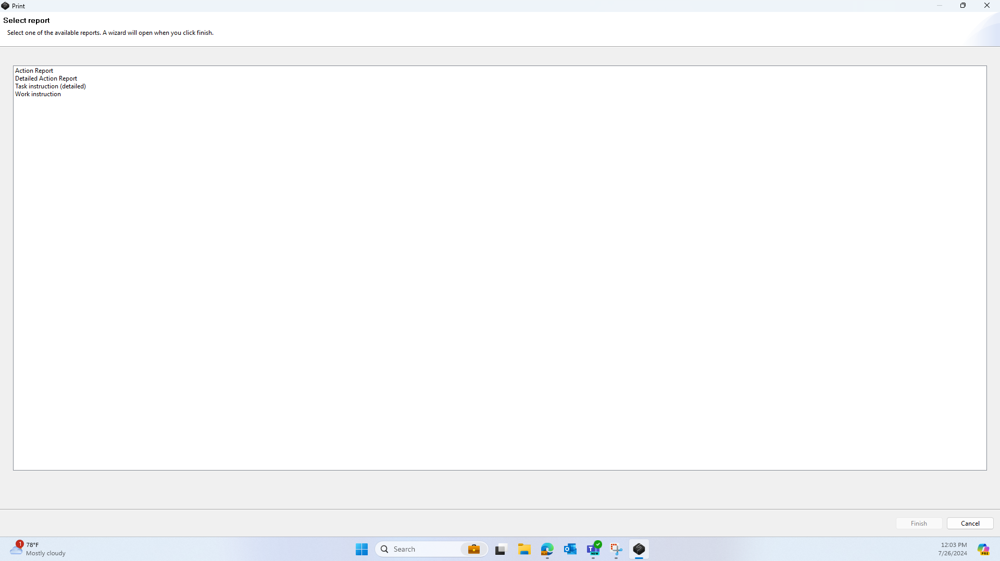 Print
Select report
Select one of the available reports. A wizard will open when you click finish.
Action Report
Detailed Action Report
Task instruction (detailed)
Work instruction
Finish
Cancel
1
78°F
Mostly cloudy
Search
NEW
12:03 PM
7/26/2024
PRE